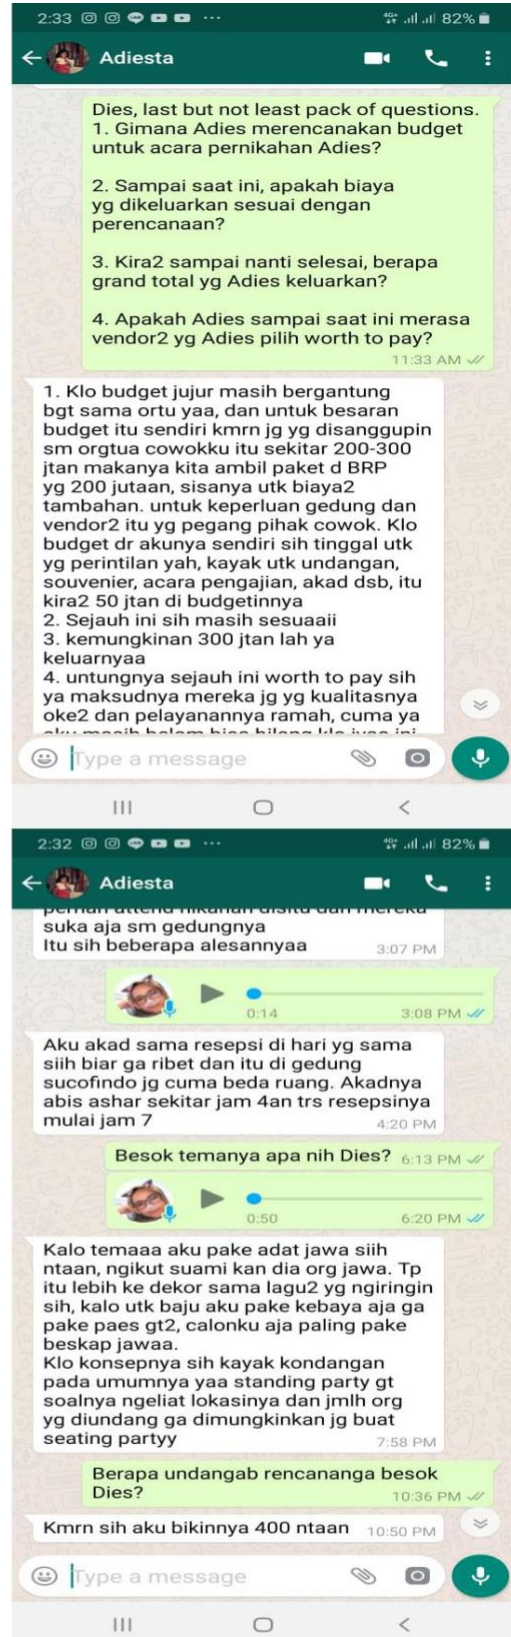 2:33 82%
Adiesta
Dies, last but not least pack of questions.
1. Gimana Adies merencanakan budget
untuk acara pernikahan Adies?
2. Sampai saat ini, apakah biaya
yg dikeluarkan sesuai dengan
perencanaan?
3. Kira2 sampai nanti selesai, berapa
grand total yg Adies keluarkan?
4. Apakah Adies sampai saat ini merasa
vendor2 yg Adies pilih worth to pay?
11:33 AM
1. Klo budget jujur masih bergantung
bgt sama ortu yaa, dan untuk besaran
budget itu sendiri kmrn jg yg disanggupin
sm orgtua cowokku itu sekitar 200-300
jtan makanya kita ambil paket d BRP
yg 200 jutaan, sisanya utk biaya2
tambahan. untuk keperluan gedung dan
vendor2 itu yg pegang pihak cowok. Klo
budget dr akunya sendiri sih tinggal utk
yg perintilan yah, kayak utk undangan,
souvenier, acara pengajian, akad dsb, itu
kira2 50 jtan di budgetinnya
2. Sejauh ini sih masih sesuaaii
3. kemungkinan 300 jtan lah ya
keluarnyaa
4. untungnya sejauh ini worth to pay sih
ya maksudnya mereka jg yg kualitasnya
oke2 dan pelayanannya ramah, cuma ya
Type a message
2:32 82%
Adiesta
suka aja sm gedungnya
Itu sih beberapa alesannyaa 3:07 PM
0:14 3:08 PM
Aku akad sama resepsi di hari yg sama
siih biar ga ribet dan itu di gedung
sucofindo jg cuma beda ruang. Akadnya
abis ashar sekitar jam 4an trs resepsinya
mulai jam 7 4:20 PM
Besok temanya apa nih Dies? 6:13 PM
0:50 6:20 PM
Kalo temaaa aku pake adat jawa siih
ntaan, ngikut suami kan dia org jawa. Tp
itu lebih ke dekor sama lagu2 yg ngiringin
sih, kalo utk baju aku pake kebaya aja ga
pake paes gt2, calonku aja paling pake
beskap jawaa.
Klo konsepnya sih kayak kondangan
pada umumnya yaa standing party gt
soalnya ngeliat lokasinya dan jmlh org
yg diundang ga dimungkinkan jg buat
seating partyy 7:58 PM
Berapa undangab rencananga besok
Dies? 10:36 PM
Kmrn sih aku bikinnya 400 ntaan 10:50 PM
Type a message